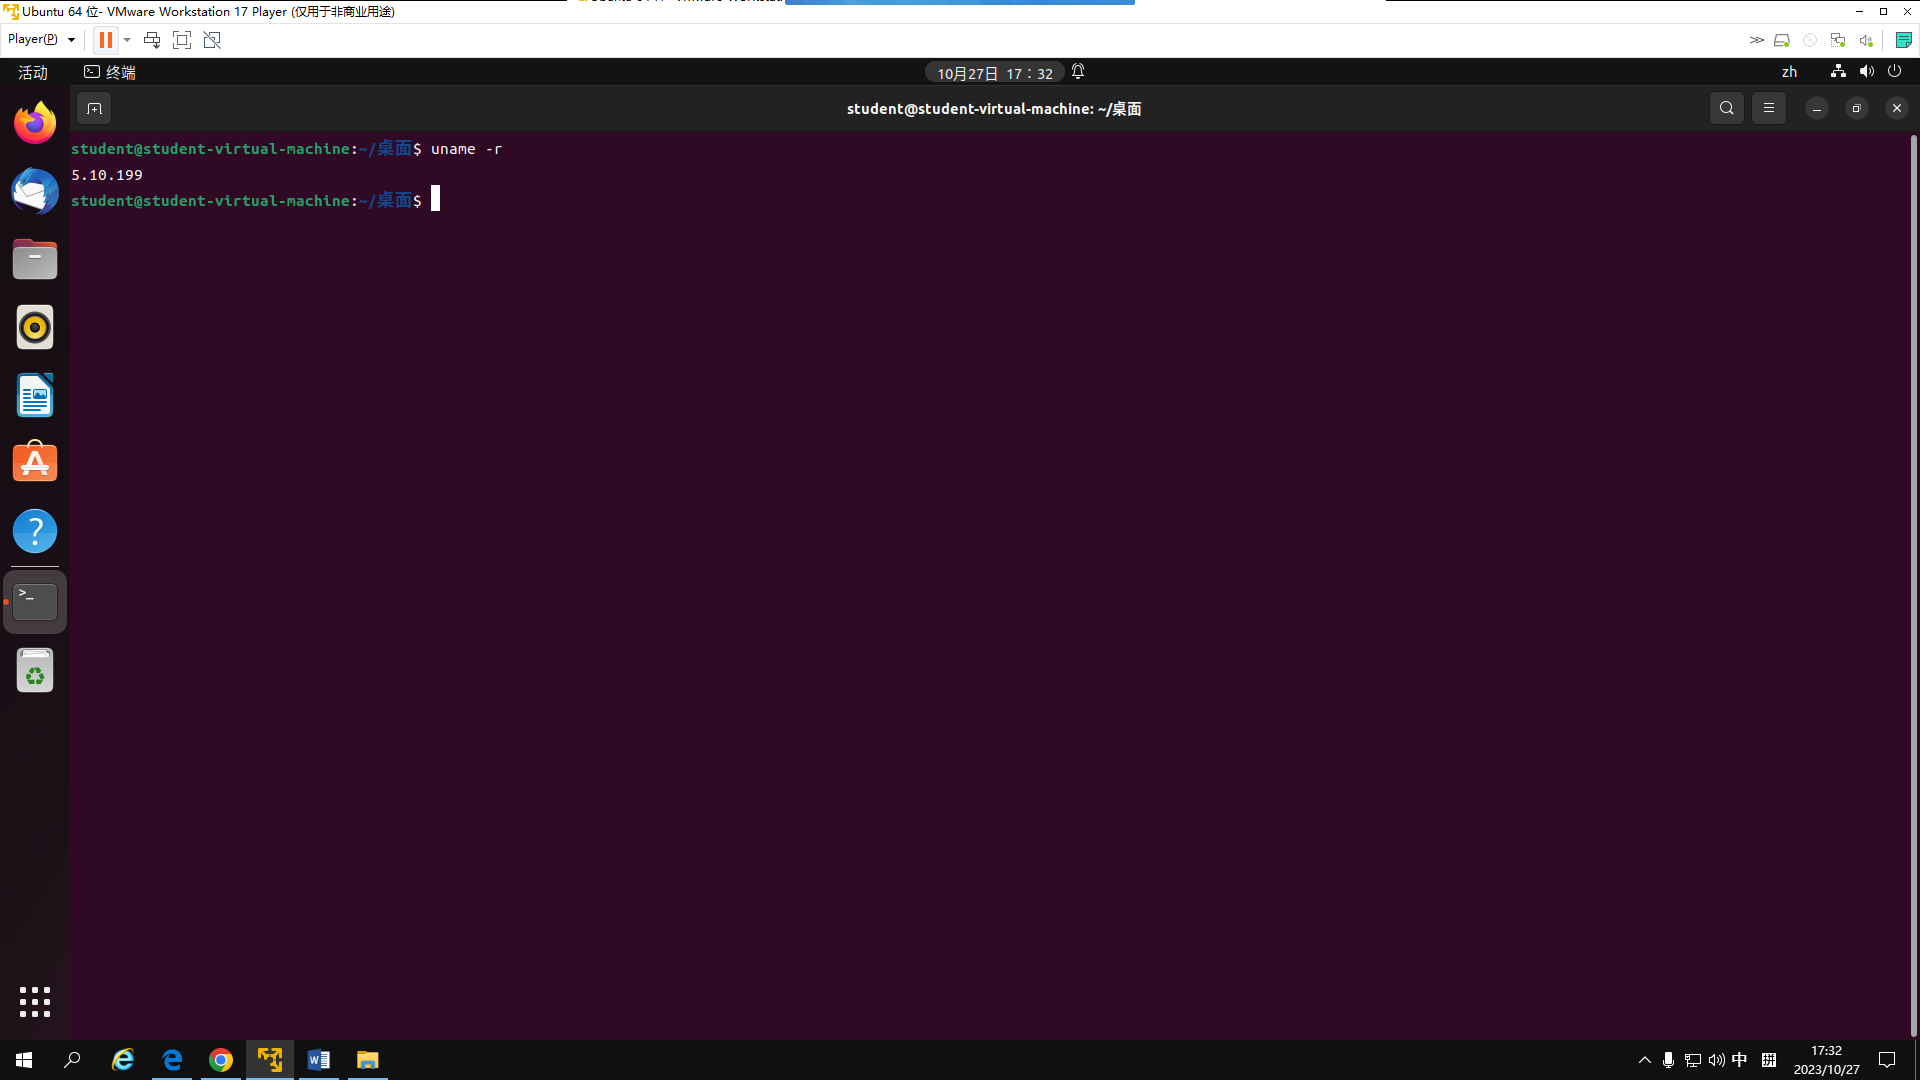 Ubuntu 64 位- VMware Workstation 17 Player (仅用于非商业用途)
Player(P)
活动 终端 10月27日 17:32 zh
student@student-virtual-machine: ~/桌面
student@student-virtual-machine:~/桌面$ uname -r
5.10.199
student@student-virtual-machine:~/桌面$
中
17:32
2023/10/27